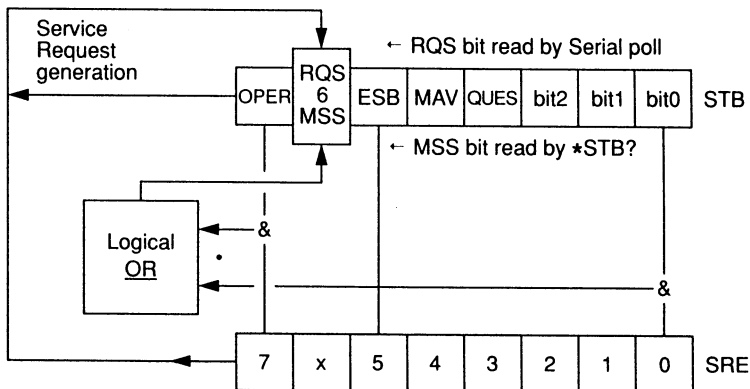 Service
Request
generation
← RQS bit read by Serial poll
OPER RQS 6 MSS ESB MAV QUES bit2 bit1 bit0 STB
← MSS bit read by *STB?
&
Logical
OR
&
7 x 5 4 3 2 1 0 SRE